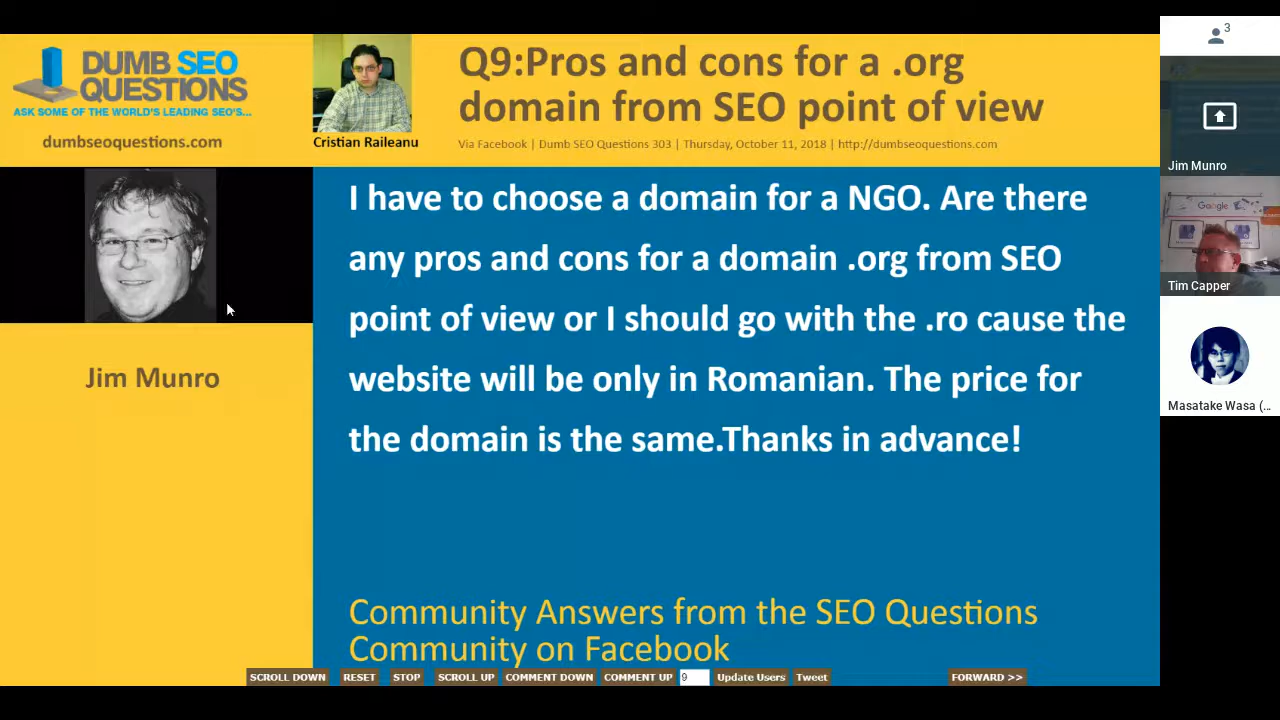 DUMB SEO
QUESTIONS
ASK SOME OF THE WORLD'S LEADING SEO'S...
dumbseoquestions.com
Cristian Raileanu
Q9:Pros and cons for a .org
domain from SEO point of view
Via Facebook | Dumb SEO Questions 303 | Thursday, October 11, 2018 | http://dumbseoquestions.com
Jim Munro
I have to choose a domain for a NGO. Are there
any pros and cons for a domain .org from SEO
point of view or I should go with the .ro cause the
website will be only in Romanian. The price for
the domain is the same.Thanks in advance!
Community Answers from the SEO Questions
Community on Facebook
SCROLL DOWN RESET STOP SCROLL UP COMMENT DOWN COMMENT UP 9 Update Users Tweet FORWARD >>
3
Jim Munro
Google
Tim Capper
Masatake Wasa (...